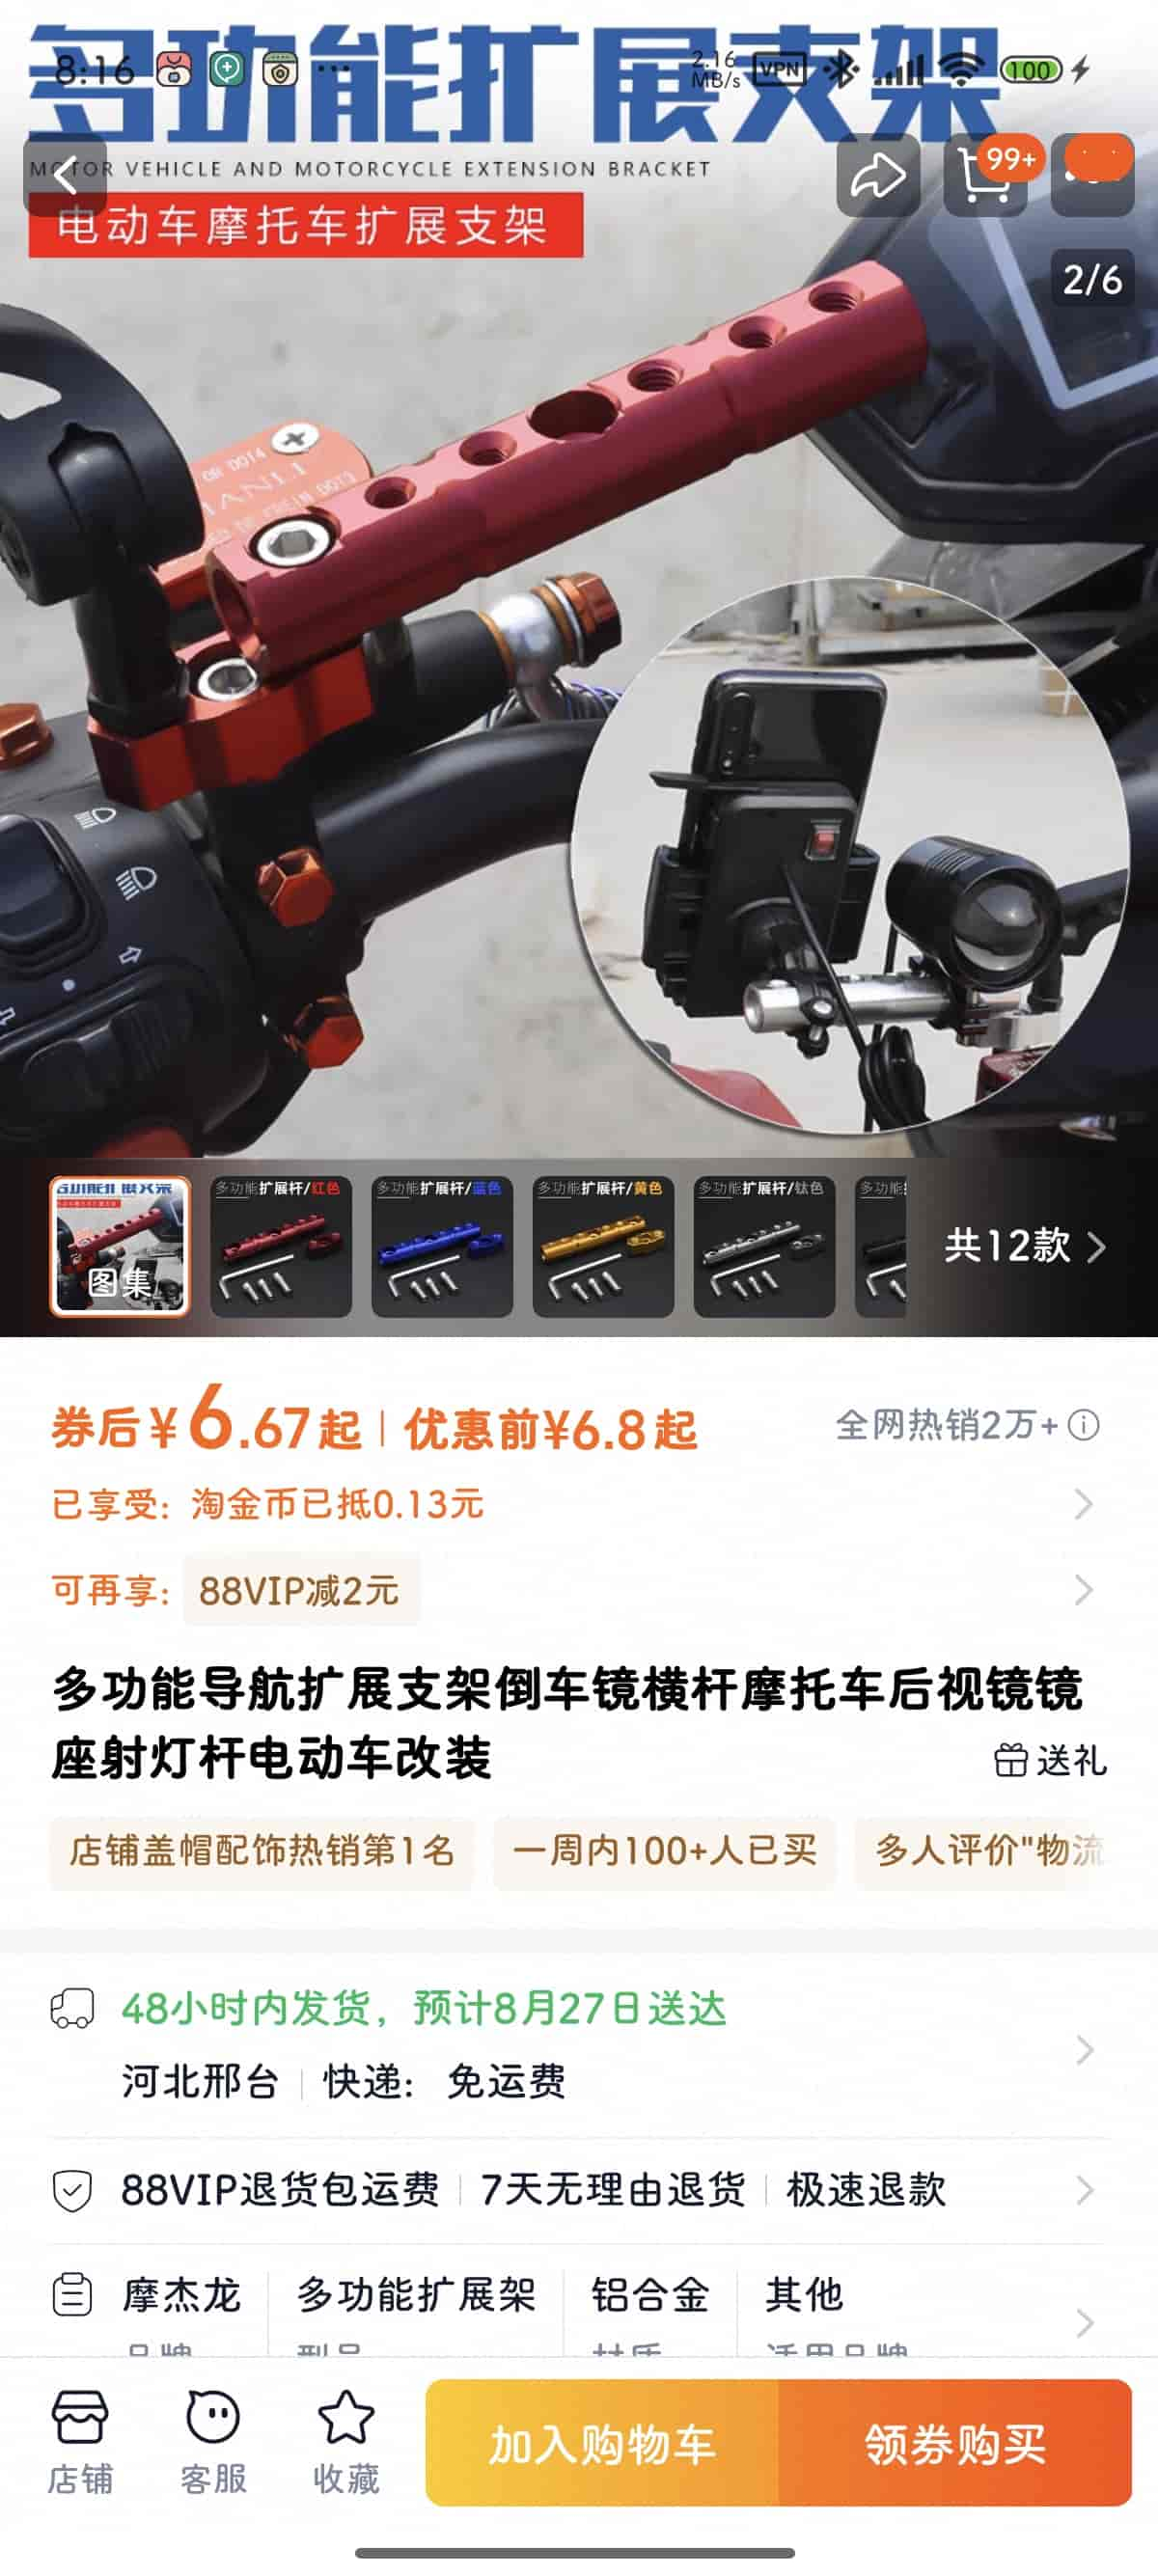 多功能扩展支架
8:16
2.16
MB/s
VPN
100
MOTOR VEHICLE AND MOTORCYCLE EXTENSION BRACKET
99+
电动车摩托车扩展支架
2/6
OR DOT4
图集
多功能扩展杆/红色
多功能扩展杆/蓝色
多功能扩展杆/黄色
多功能扩展杆/钛色
多功能
共12款
券后¥6.67起 优惠前¥6.8起
全网热销2万+
已享受: 淘金币已抵0.13元
可再享: 88VIP减2元
多功能导航扩展支架倒车镜横杆摩托车后视镜镜
座射灯杆电动车改装
送礼
店铺盖帽配饰热销第1名 一周内100+人已买 多人评价"物流
48小时内发货，预计8月27日送达
河北邢台 快递: 免运费
88VIP退货包运费 7天无理由退货 极速退款
摩杰龙 多功能扩展架 铝合金 其他
品牌 型号 材质 适用品牌
店铺 客服 收藏
加入购物车 领券购买